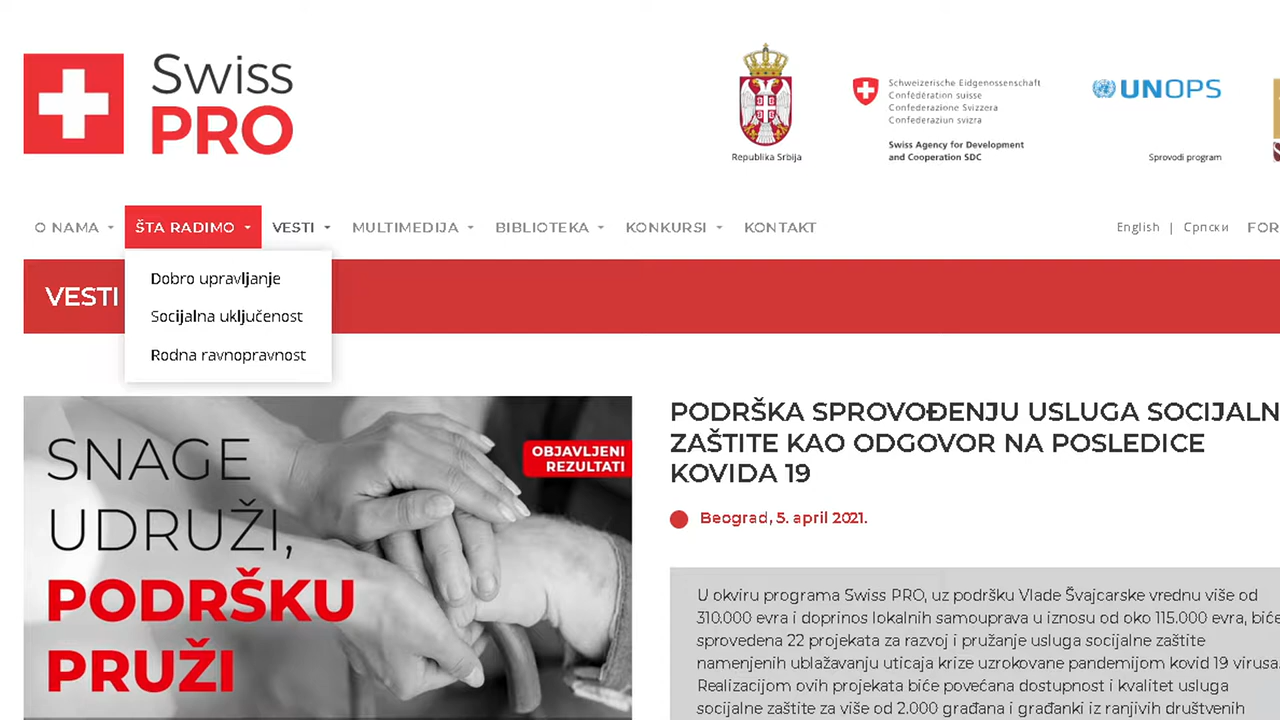 Swiss
PRO
Republika Srbija
Schweizerische Eidgenossenschaft
Confédération suisse
Confederazione Svizzera
Confederaziun svizra
Swiss Agency for Development
and Cooperation SDC
UNOPS
Sprovodi program
O NAMA ŠTA RADIMO VESTI MULTIMEDIJA BIBLIOTEKA KONKURSI KONTAKT English | Српски FOR
VESTI
Dobro upravljanje
Socijalna uključenost
Rodna ravnopravnost
SNAGE
UDRUŽI,
PODRŠKU
PRUŽI
OBJAVLJENI
REZULTATI
PODRŠKA SPROVOĐENJU USLUGA SOCIJALN
ZAŠTITE KAO ODGOVOR NA POSLEDICE
KOVIDA 19
Beograd, 5. april 2021.
U okviru programa Swiss PRO, uz podršku Vlade Švajcarske vrednu više od
310.000 evra i doprinos lokalnih samouprava u iznosu od oko 115.000 evra, biće
sprovedena 22 projekata za razvoj i pružanje usluga socijalne zaštite
namenjenih ublažavanju uticaja krize uzrokovane pandemijom kovid 19 virusa
Realizacijom ovih projekata biće povećana dostupnost i kvalitet usluga
socijalne zaštite za više od 2.000 građana i građanki iz ranjivih društvenih